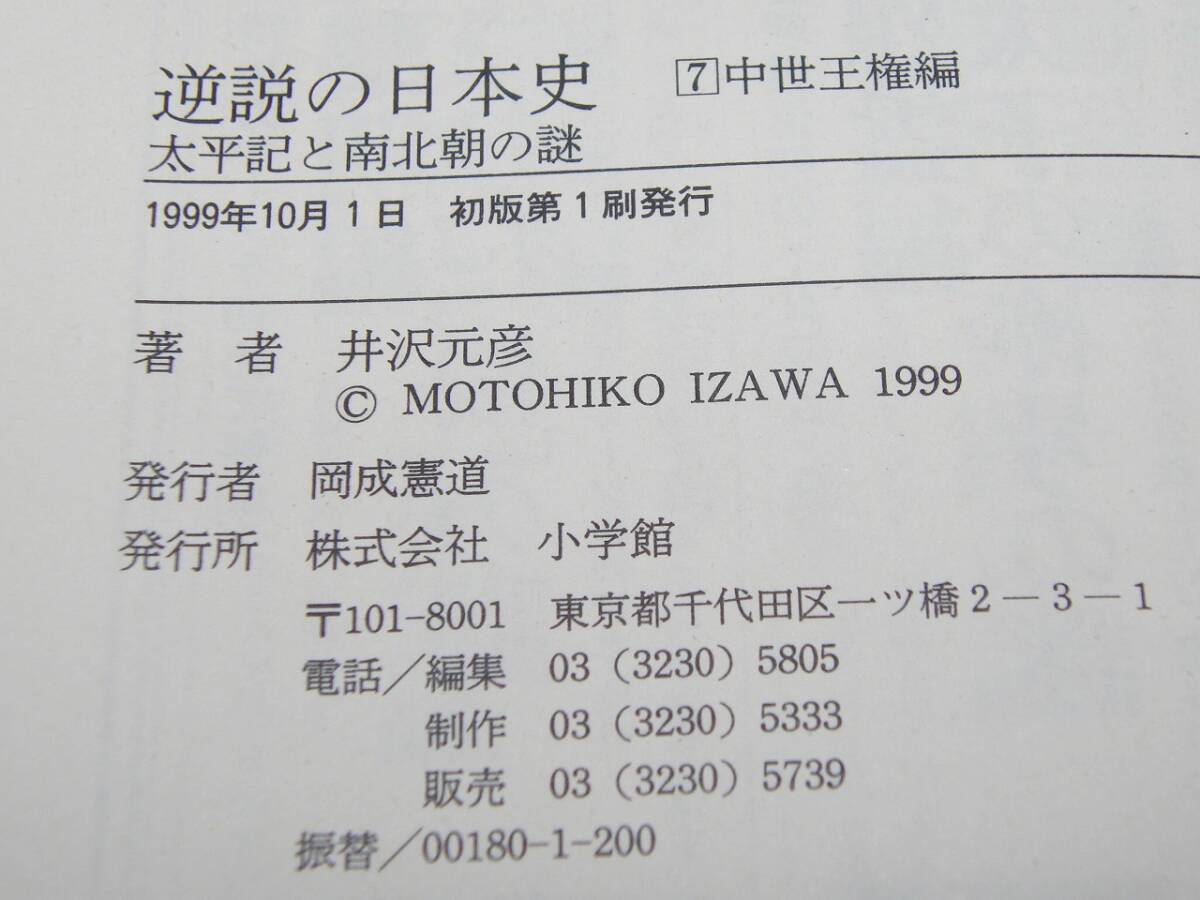 逆説の日本史 7中世王権編
太平記と南北朝の謎
1999年10月1日 初版第1刷発行
著 者 井沢元彦
© MOTOHIKO IZAWA 1999
発行者 岡成憲道
発行所 株式会社 小学館
〒101-8001 東京都千代田区一ツ橋2-3-1
電話/編集 03（3230）5805
制作 03（3230）5333
販売 03（3230）5739
振替/00180-1-200